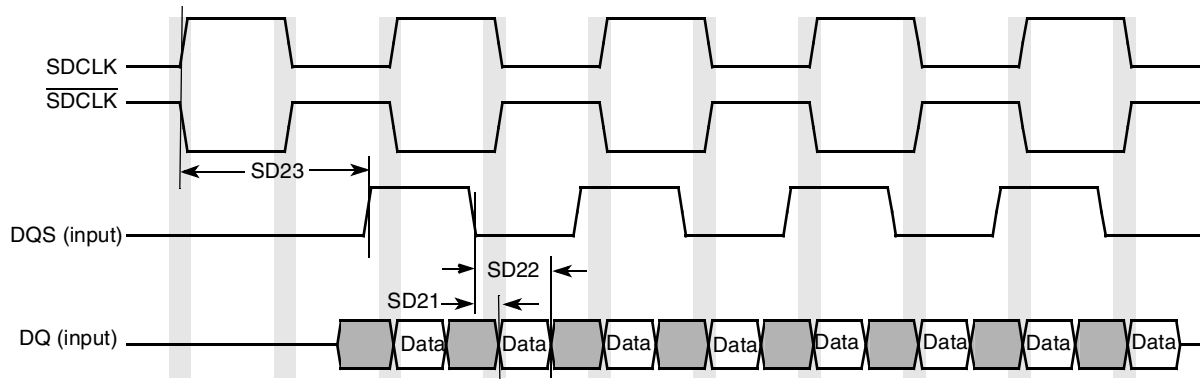 SDCLK
SDCLK
SD23
DQS (input)
SD22
SD21
DQ (input)
Data Data Data Data Data Data Data Data